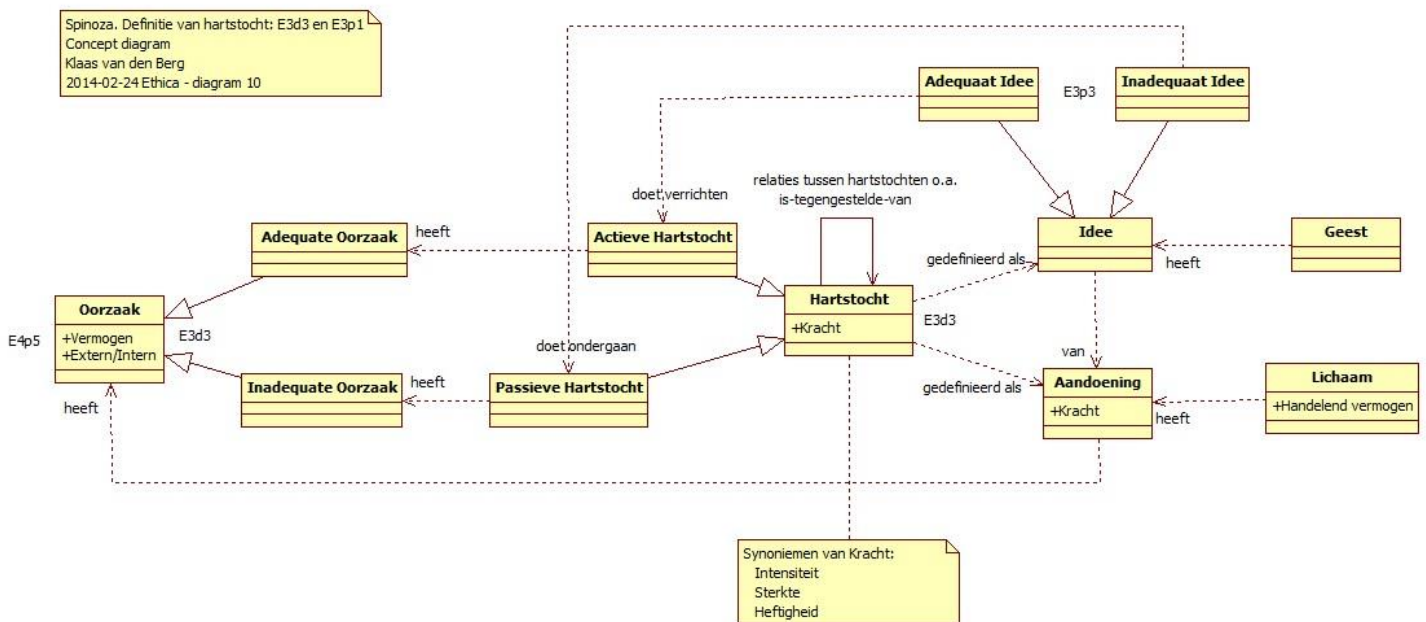 Spinoza. Definitie van hartstocht: E3d3 en E3p1
Concept diagram
Klaas van den Berg
2014-02-24 Ethica - diagram 10
Adequaat Idee
E3p3
Inadequaat Idee
relaties tussen hartstochten o.a.
is-tegengestelde-van
doet verrichten
Adequate Oorzaak
heeft
Actieve Hartstocht
Idee
Geest
gedefinieerd als
heeft
Oorzaak
+Vermogen
+Extern/Intern
E4p5
E3d3
Hartstocht
+Kracht
E3d3
doet ondergaan
van
Inadequate Oorzaak
heeft
Passieve Hartstocht
gedefinieerd als
Aandoening
+Kracht
Lichaam
+Handelend vermogen
heeft
heeft
Synoniemen van Kracht:
Intensiteit
Sterkte
Heftigheid